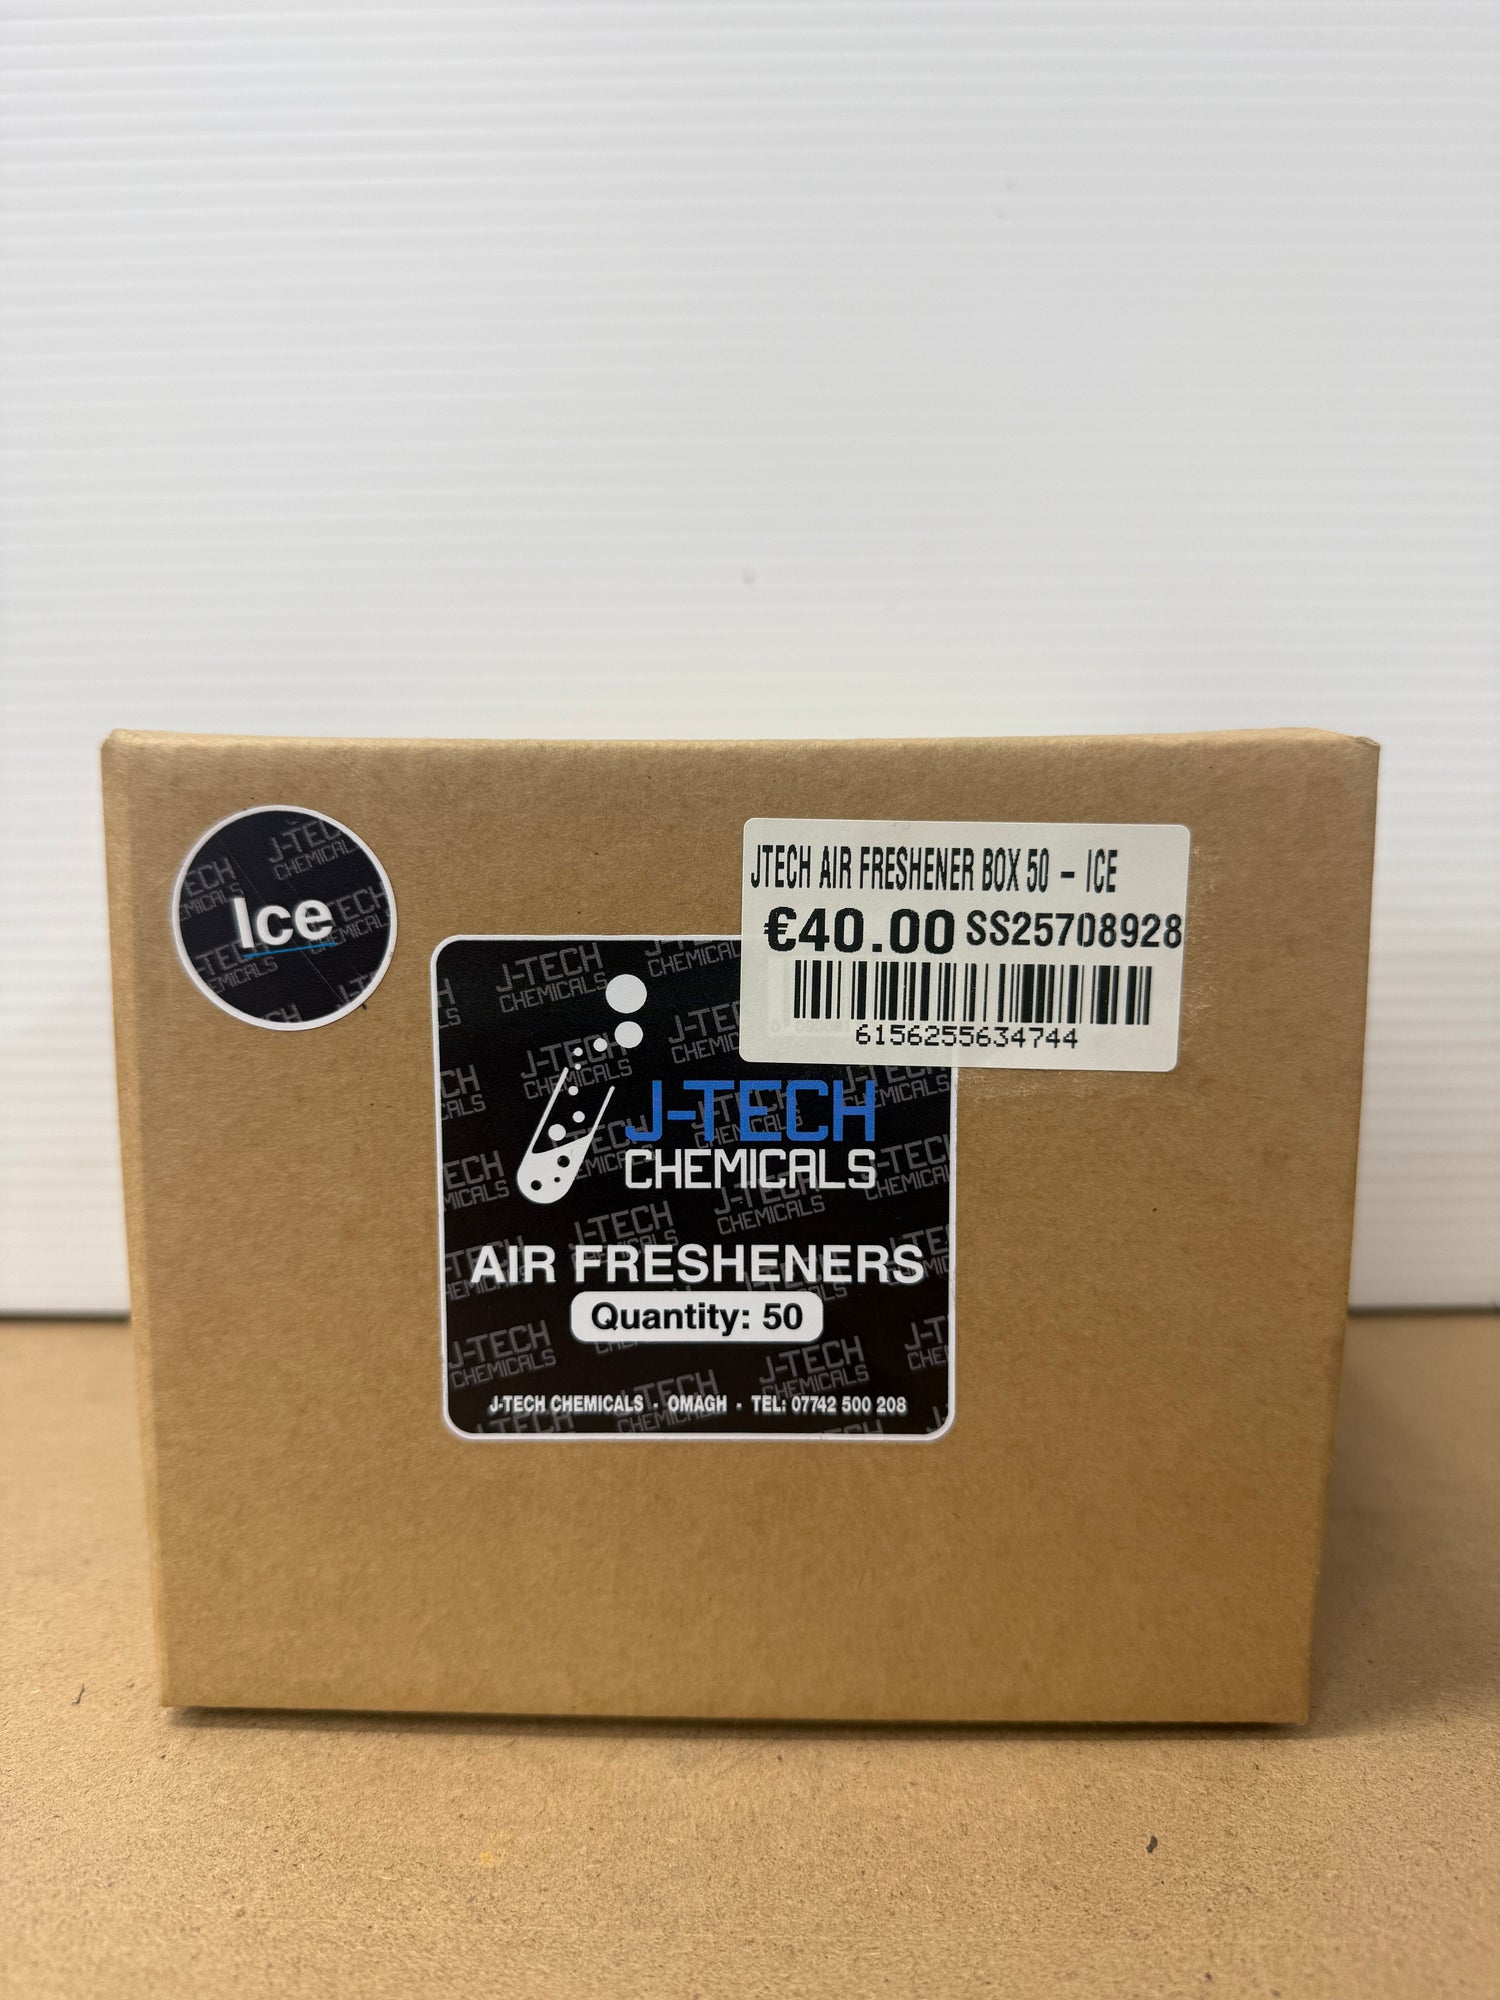 Ice
JTECH AIR FRESHENER BOX 50 - ICE
€40.00 SS25708928
6156255634744
J-TECH
CHEMICALS
AIR FRESHENERS
Quantity: 50
J-TECH CHEMICALS · OMAGH · TEL: 07742 500 208